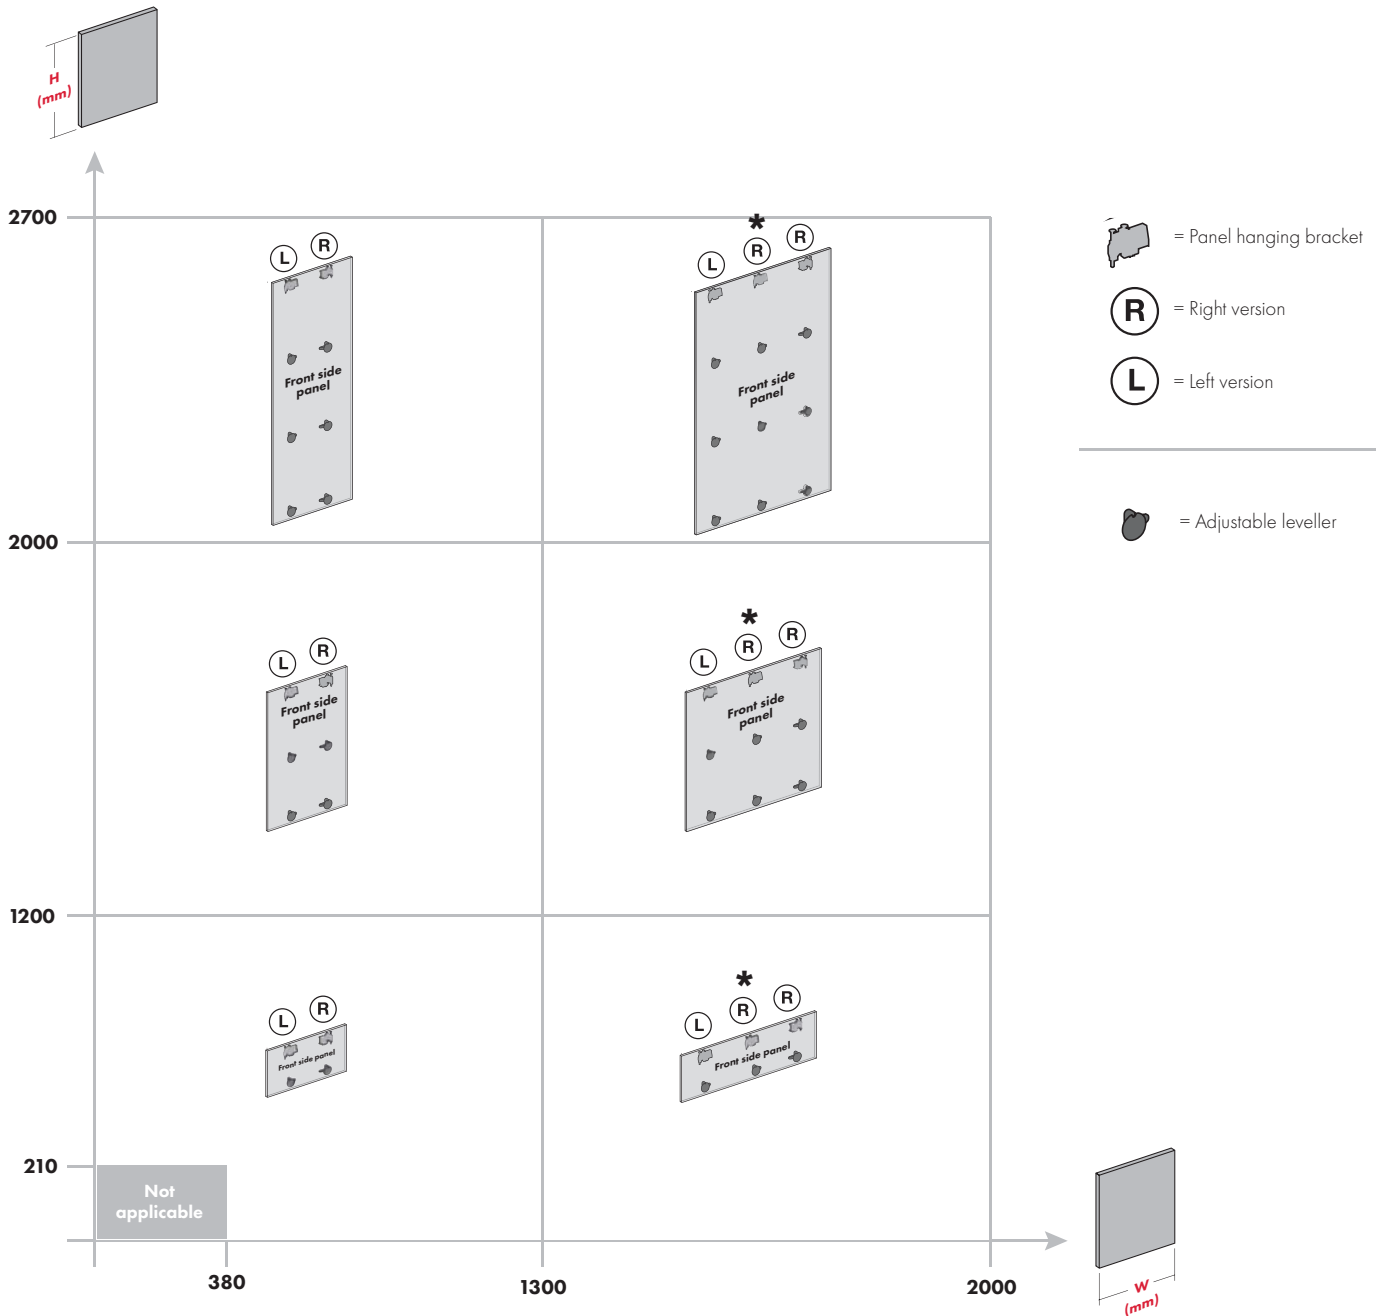 H
(mm)
2700
L
R
*
L
R
R
= Panel hanging bracket
R
= Right version
L
= Left version
Front side
panel
Front side
panel
= Adjustable leveller
2000
L
R
*
L
R
R
Front side
panel
Front side
panel
1200
L
R
*
L
R
R
Front side panel
Front side panel
210
Not
applicable
380
1300
2000
W
(mm)